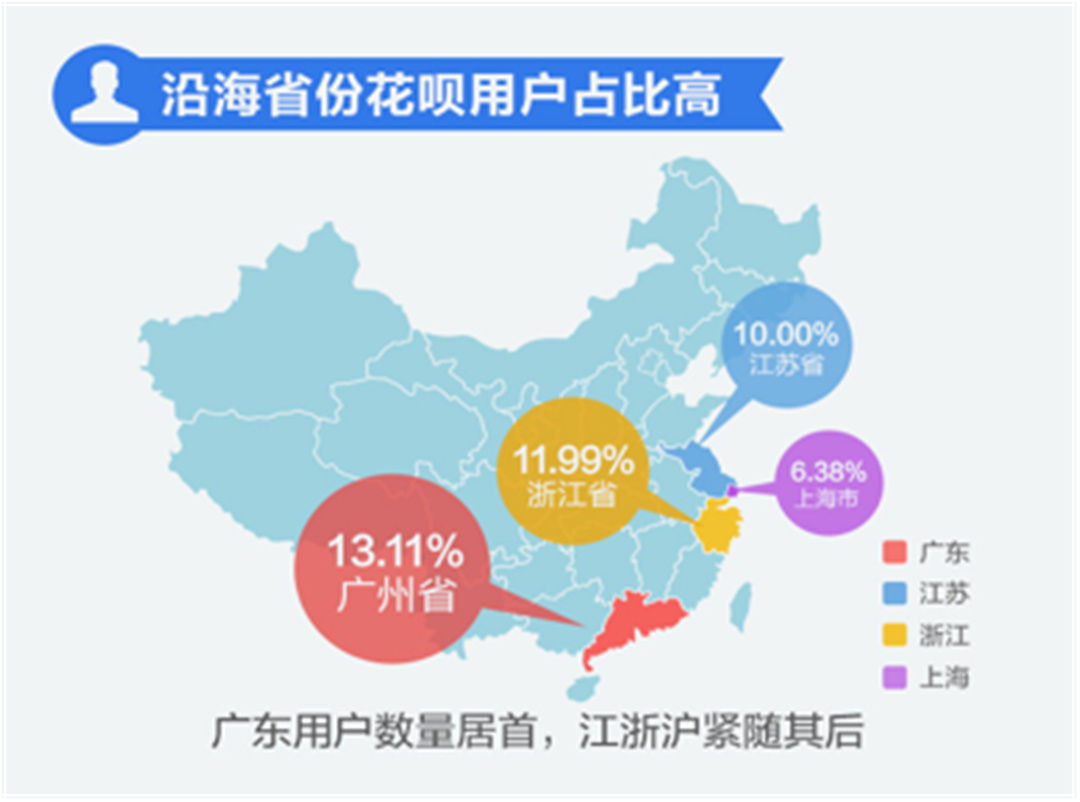 沿海省份花呗用户占比高
10.00%
江苏省
11.99%
浙江省
6.38%
上海市
13.11%
广州省
广东
江苏
浙江
上海
广东用户数量居首，江浙沪紧随其后